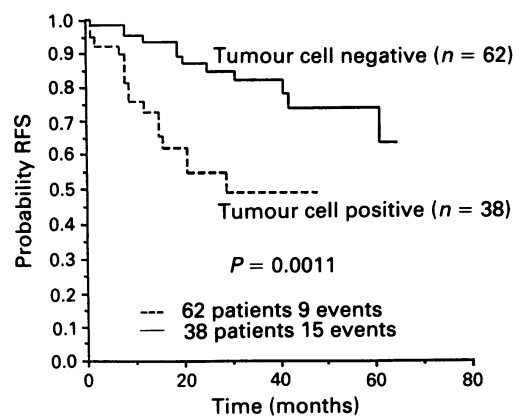 1.0
Tumour cell negative (n = 62)
0.9
0.8
0.7
0.6
0.5
Tumour cell positive (n = 38)
0.4
0.3
P = 0.0011
0.2
62 patients 9 events
0.1
38 patients 15 events
0.0
0 20 40 60 80
Time (months)
Probability RFS